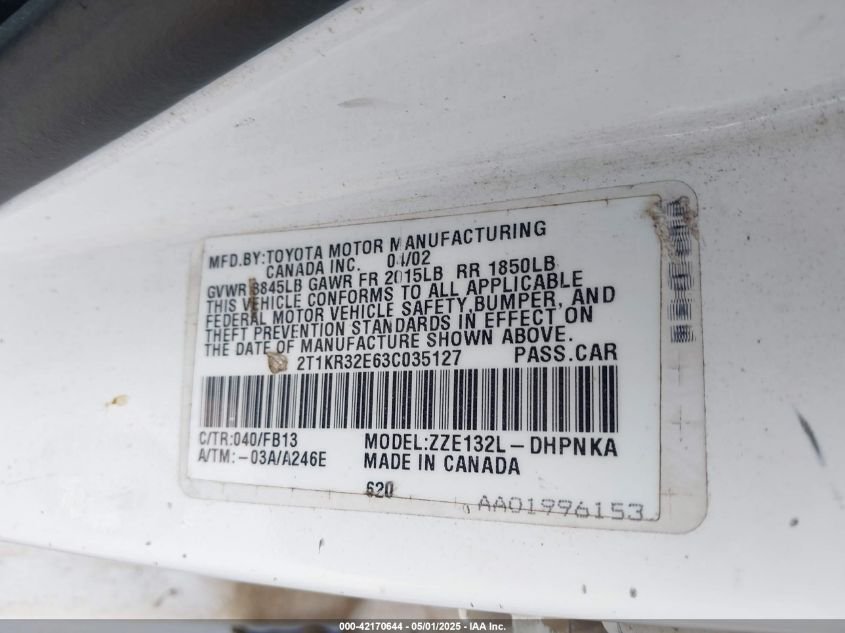 MFD.BY:TOYOTA MOTOR MANUFACTURING
CANADA INC. 04/02
GVWR 3845LB GAWR FR 2015LB RR 1850LB
THIS VEHICLE CONFORMS TO ALL APPLICABLE
FEDERAL MOTOR VEHICLE SAFETY,BUMPER, AND
THEFT PREVENTION STANDARDS IN EFFECT ON
THE DATE OF MANUFACTURE SHOWN ABOVE.
2T1KR32E63C035127 PASS.CAR
C/TR:040/FB13 MODEL:ZZE132L-DHPNKA
A/TM:-03A/A246E MADE IN CANADA
620
AA01996153
000-42170644 - 05/01/2025 - IAA Inc.